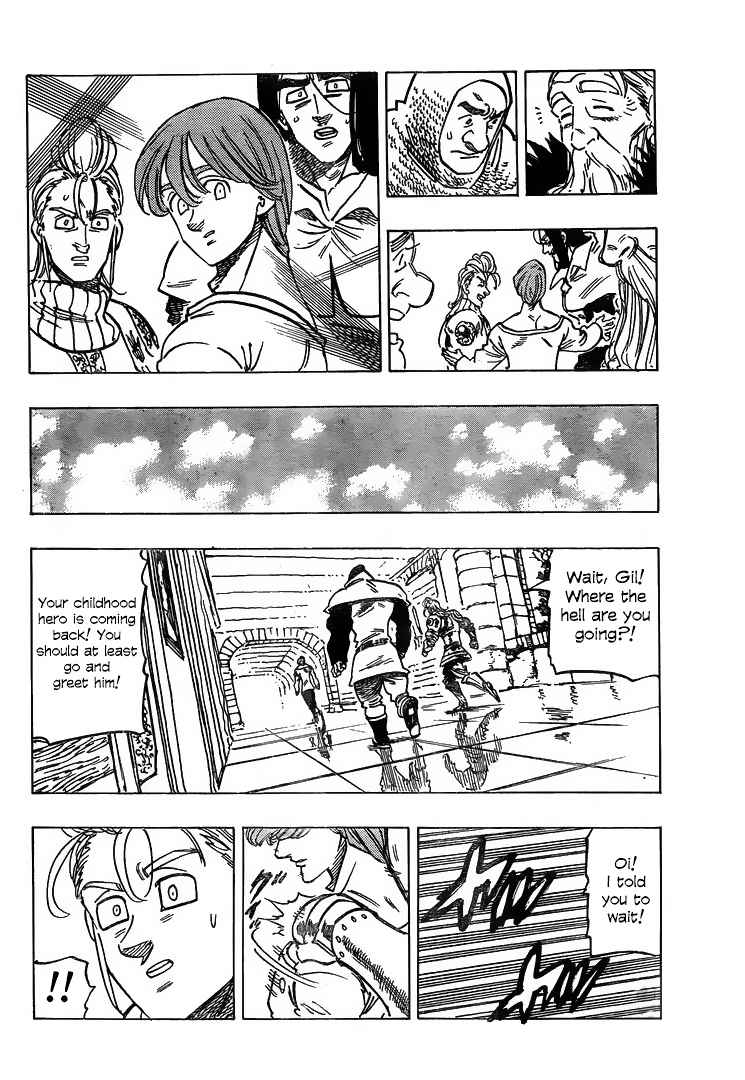 Wait, Gil!
Where the
hell are you
going?!
Your childhood
hero is coming
back! You
should at least
go and
greet him!
Oi!
I told
you to
wait!
!!